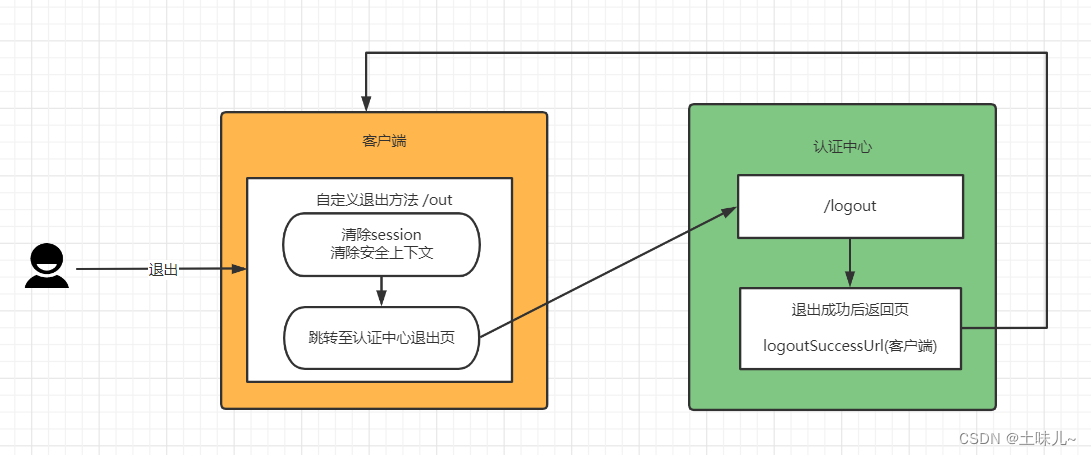 客户端
自定义退出方法 /out
清除session
清除安全上下文
跳转至认证中心退出页
退出
认证中心
/logout
退出成功后返回页
logoutSuccessUrl(客户端)
CSDN @土味儿~